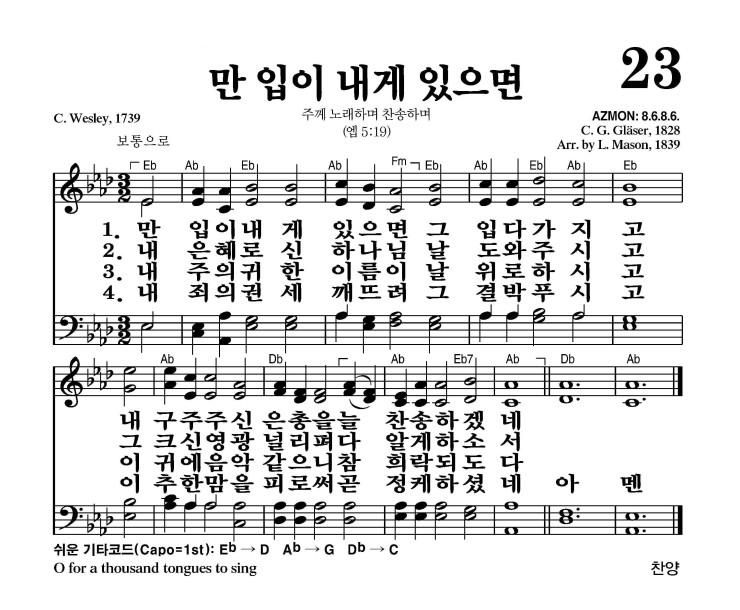 23
만 입이 내게 있으면
C. Wesley, 1739
주께 노래하며 찬송하며
AZMON: 8.6.8.6.
(엡 5:19)
C. G. Gläser, 1828
보통으로
Arr. by L. Mason, 1839
Eb Ab Eb Ab Fm Eb Ab Eb Ab Eb
1. 만 입이내 게 있으면 그 입다가 지 고
2. 내 은혜로 신 하나님 날 도와주 시 고
3. 내 주의귀 한 이름이 날 위로하 시 고
4. 내 죄의권 세 깨뜨려 그 결박푸 시 고
Ab Db Ab Eb7 Ab Db Ab
내 구주주신 은총을늘 찬송하겠 네
그 크신영광 널리펴다 알게하소 서
이 귀에음악 같으니참 희락되도 다
이 추한맘을 피로써곧 정케하셨 네 아 멘
쉬운 기타코드(Capo=1st): Eb → D Ab → G Db → C
O for a thousand tongues to sing
찬양